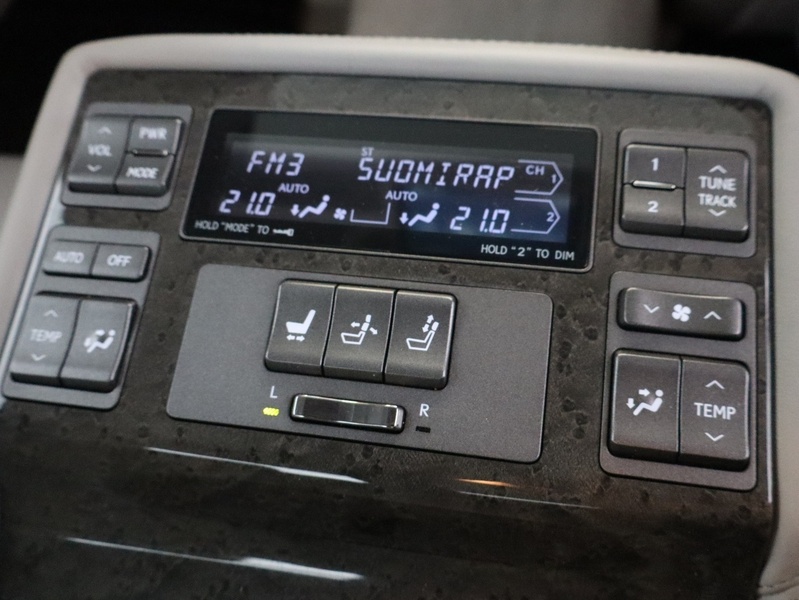 VOL
PWR
MODE
FM3
ST
SUOMIRAP
CH 1
AUTO
AUTO
21.0
21.0
2
HOLD "MODE" TO
HOLD "2" TO DIM
1
2
TUNE
TRACK
AUTO
OFF
TEMP
L
R
TEMP